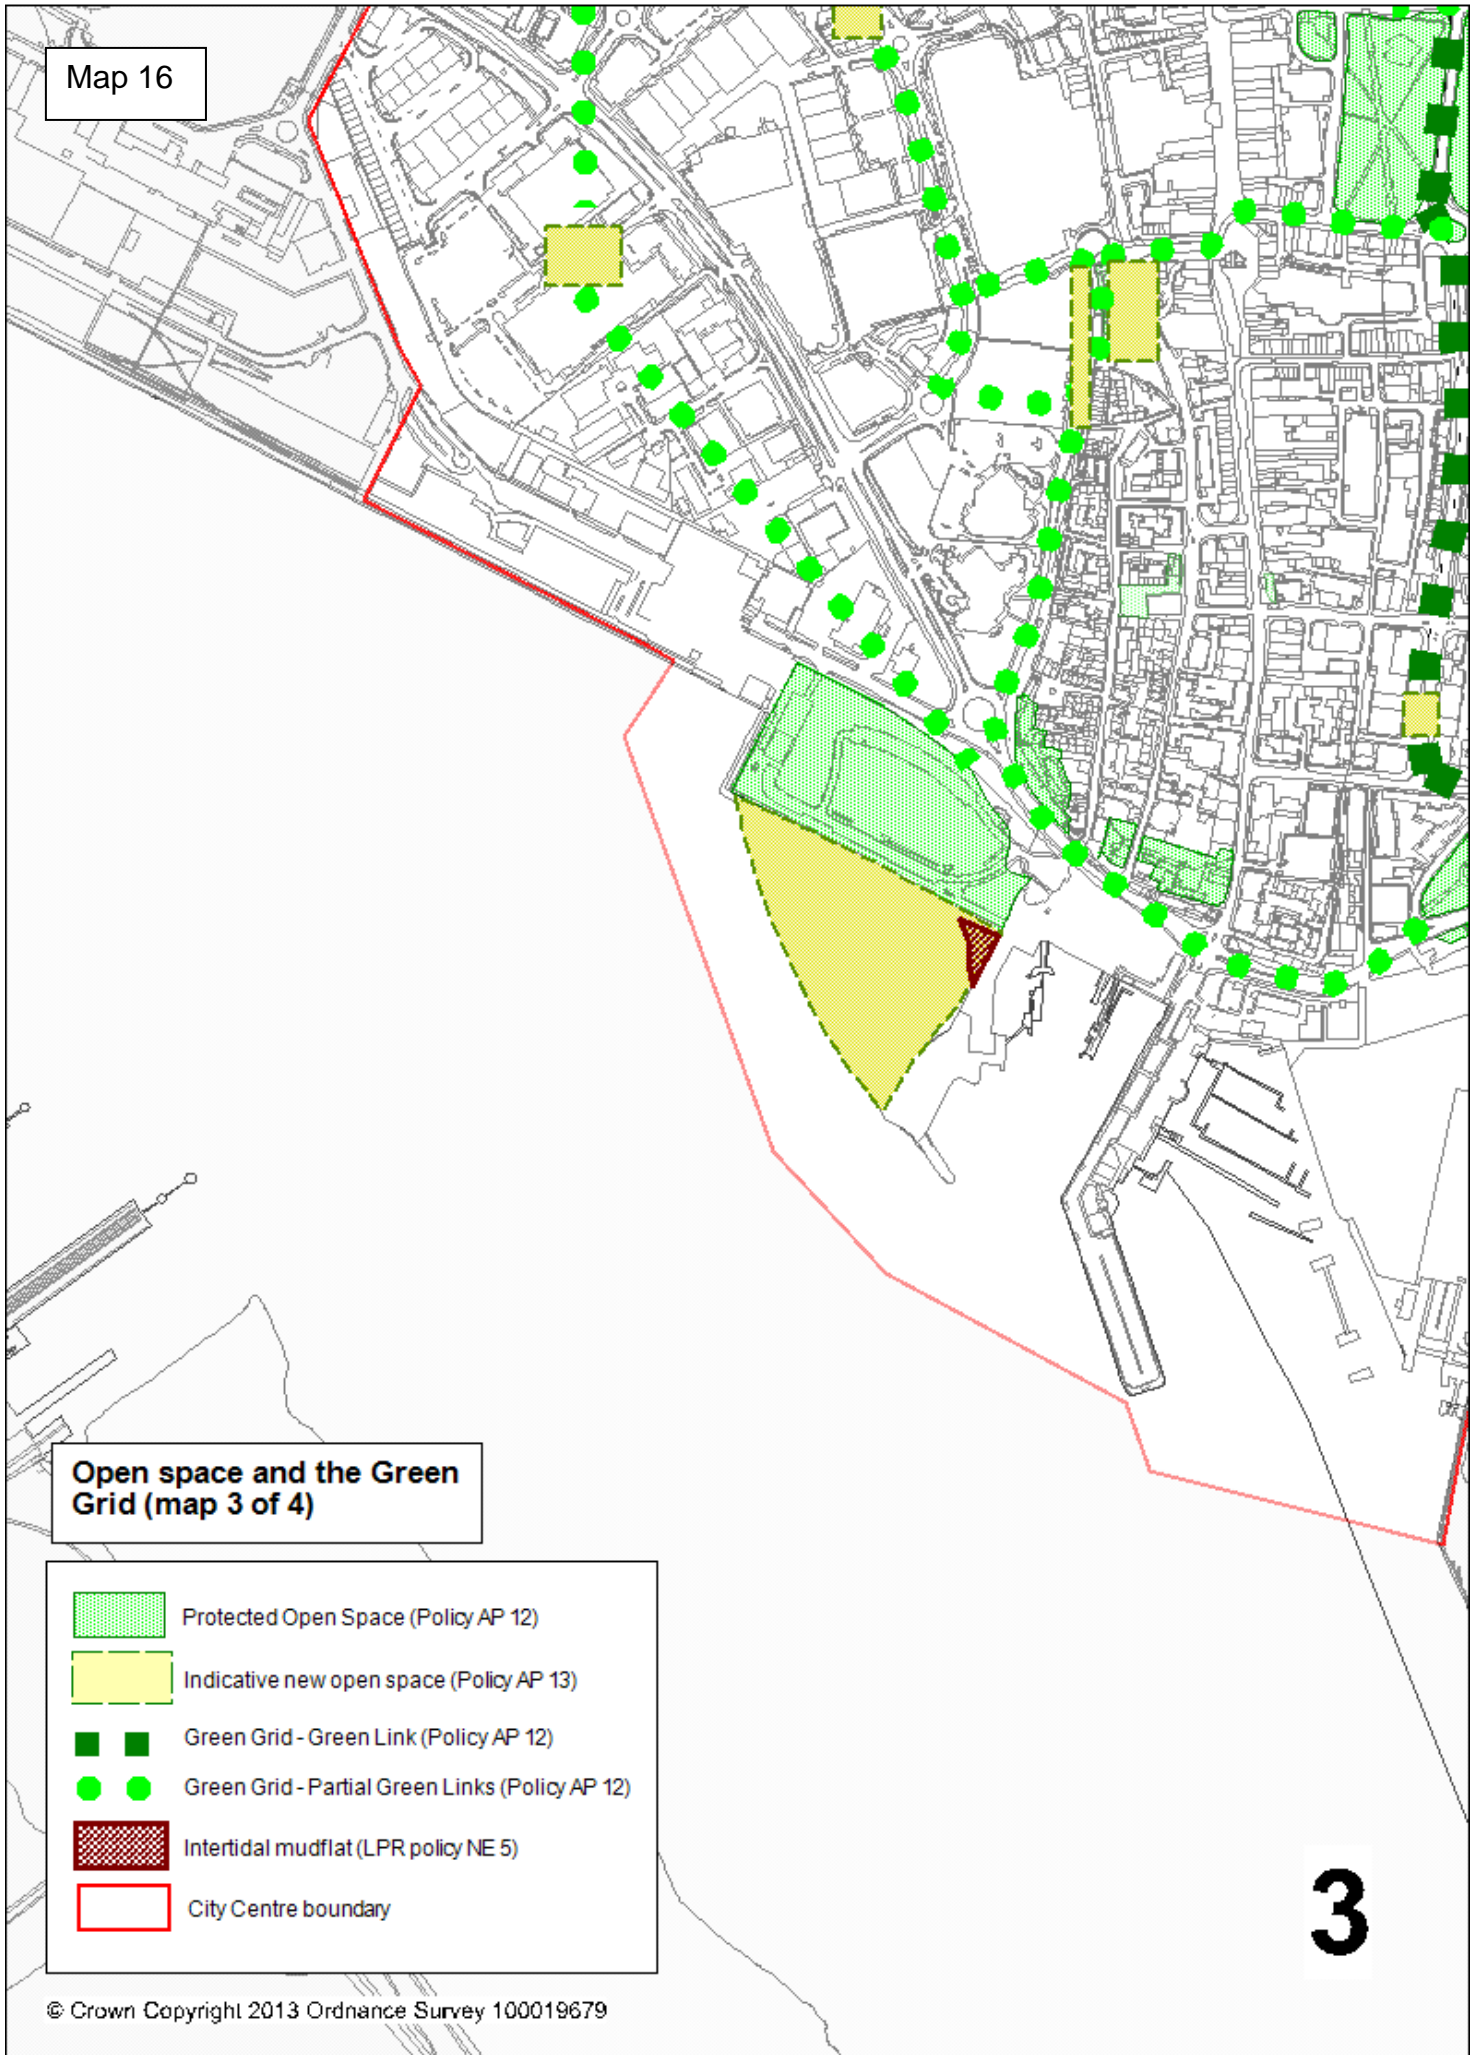 Map 16
Open space and the Green
Grid (map 3 of 4)
Protected Open Space (Policy AP 12)
Indicative new open space (Policy AP 13)
Green Grid - Green Link (Policy AP 12)
Green Grid - Partial Green Links (Policy AP 12)
Intertidal mudflat (LPR policy NE 5)
City Centre boundary
3
© Crown Copyright 2013 Ordnance Survey 100019679